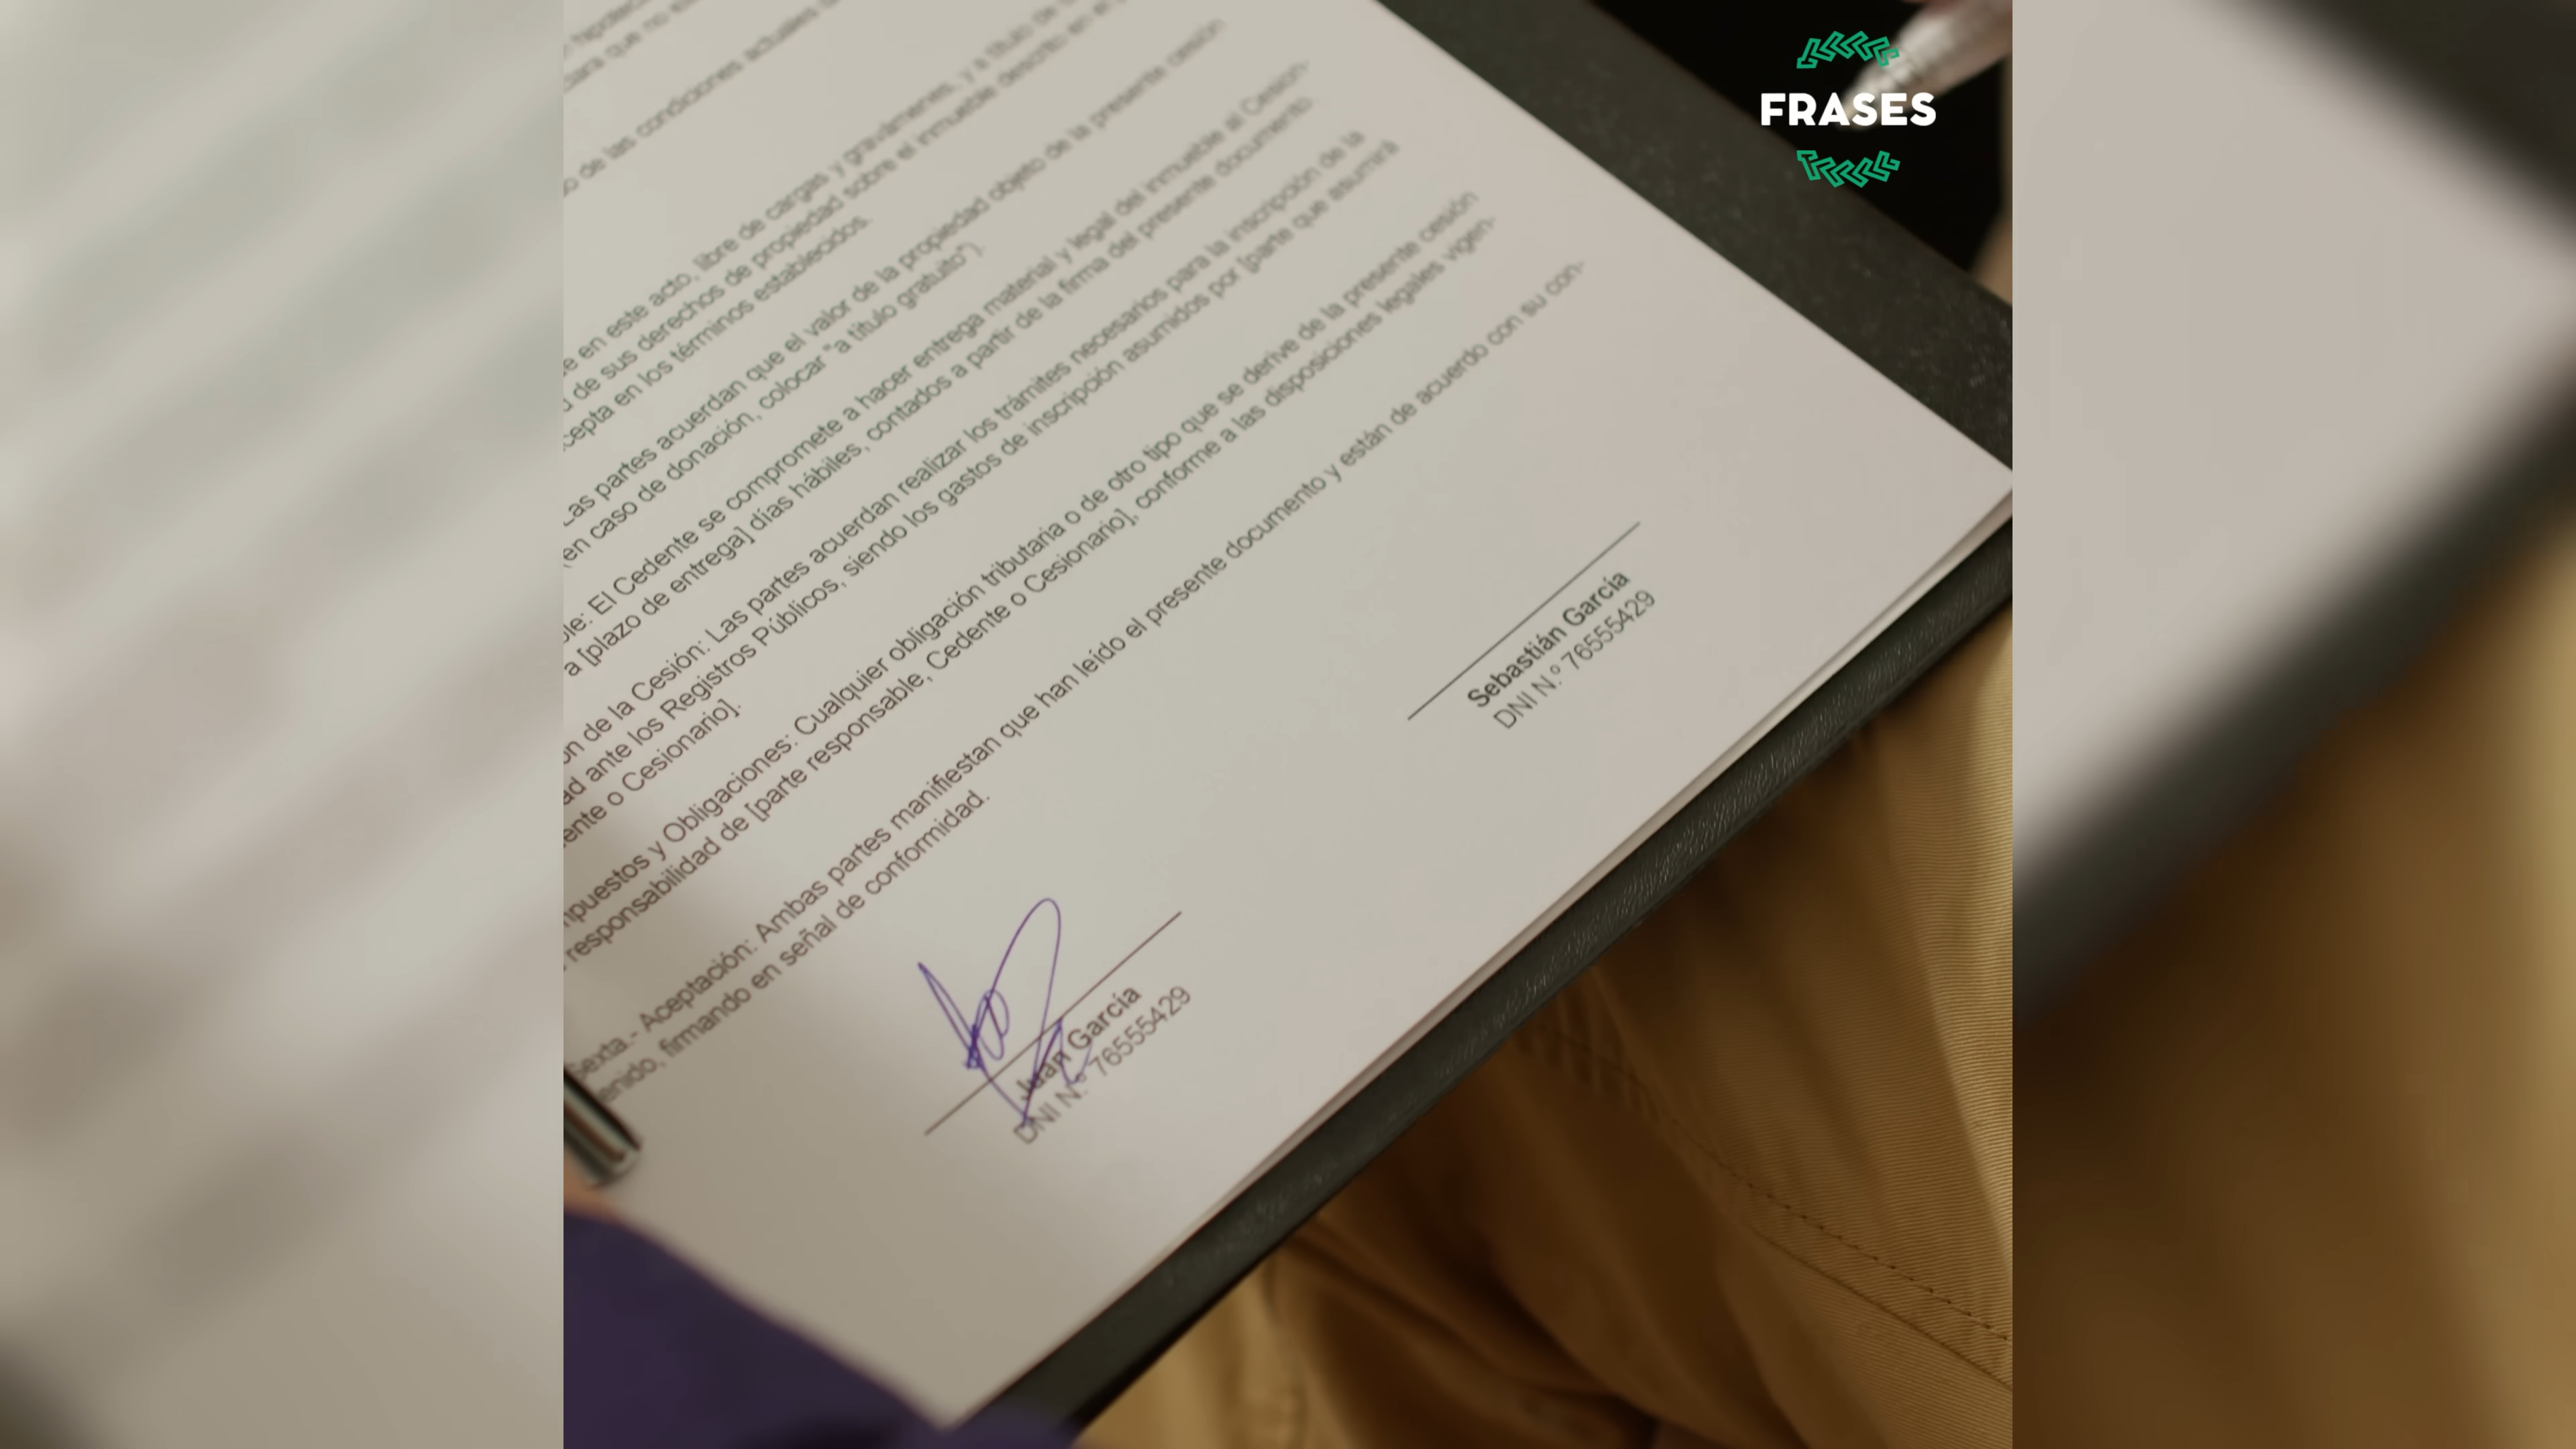 de las condiciones actuales
en este acto, libre de cargas y gravámenes, y a título de
de sus derechos de propiedad sobre el inmueble descrito en el
cepta en los términos establecidos.
Las partes acuerdan que el valor de la propiedad objeto de la presente cesión
(en caso de donación, colocar "a título gratuito").
ble: El Cedente se compromete a hacer entrega material y legal del inmueble al Cesion-
a [plazo de entrega] días hábiles, contados a partir de la firma del presente documento
ón de la Cesión: Las partes acuerdan realizar los trámites necesarios para la inscripción de la
ad ante los Registros Públicos, siendo los gastos de inscripción asumidos por [parte que asumirá
ente o Cesionario].
mpuestos y Obligaciones: Cualquier obligación tributaria o de otro tipo que se derive de la presente cesión
responsabilidad de [parte responsable, Cedente o Cesionario], conforme a las disposiciones legales vigen-
Sexta.- Aceptación: Ambas partes manifiestan que han leído el presente documento y están de acuerdo con su con-
tenido, firmando en señal de conformidad.
Juan García
DNI N.º 76555429
Sebastián García
DNI N.º 76555429
FRASES